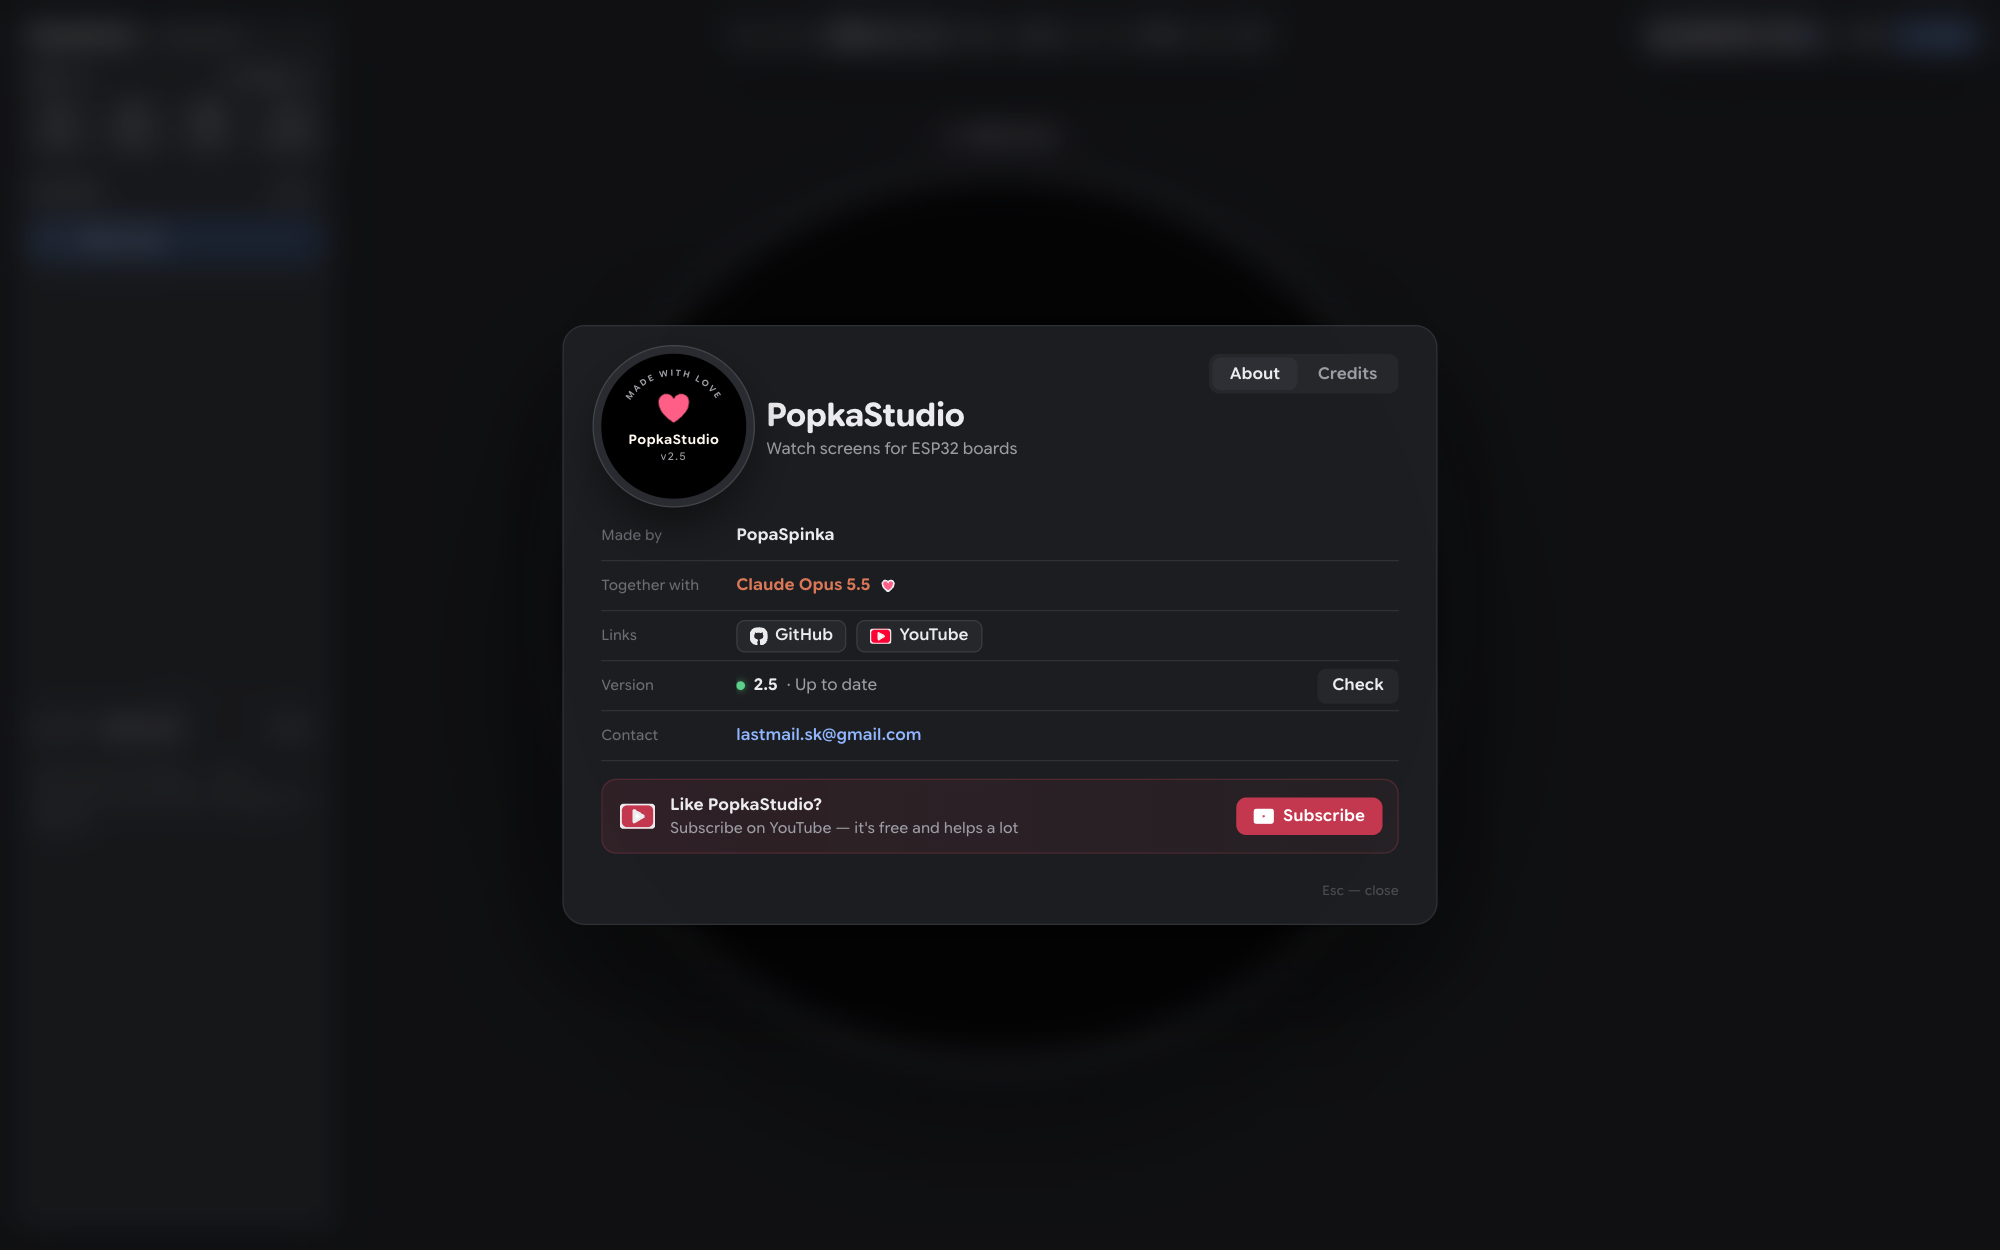 MADE WITH LOVE
PopkaStudio
v2.5
About
Credits
PopkaStudio
Watch screens for ESP32 boards
Made by
PopaSpinka
Together with
Claude Opus 5.5
Links
GitHub
YouTube
Version
2.5 · Up to date
Check
Contact
lastmail.sk@gmail.com
Like PopkaStudio?
Subscribe on YouTube — it's free and helps a lot
Subscribe
Esc — close